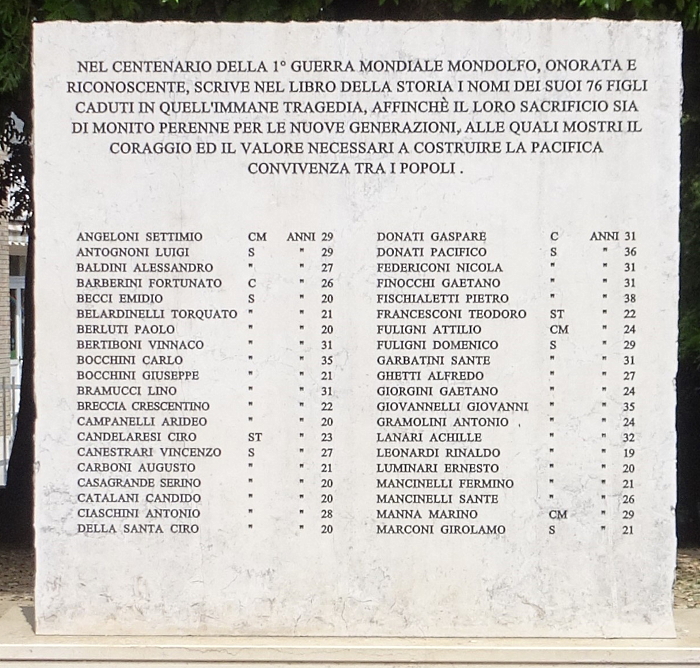 NEL CENTENARIO DELLA 1° GUERRA MONDIALE MONDOLFO, ONORATA E
RICONOSCENTE, SCRIVE NEL LIBRO DELLA STORIA I NOMI DEI SUOI 76 FIGLI
CADUTI IN QUELL'IMMANE TRAGEDIA, AFFINCHÈ IL LORO SACRIFICIO SIA
DI MONITO PERENNE PER LE NUOVE GENERAZIONI, ALLE QUALI MOSTRI IL
CORAGGIO ED IL VALORE NECESSARI A COSTRUIRE LA PACIFICA
CONVIVENZA TRA I POPOLI .
ANGELONI SETTIMIO CM ANNI 29
ANTOGNONI LUIGI S " 29
BALDINI ALESSANDRO " " 27
BARBERINI FORTUNATO C " 26
BECCI EMIDIO S " 20
BELARDINELLI TORQUATO " " 21
BERLUTI PAOLO " " 20
BERTIBONI VINNACO " " 31
BOCCHINI CARLO " " 35
BOCCHINI GIUSEPPE " " 21
BRAMUCCI LINO " " 31
BRECCIA CRESCENTINO " " 22
CAMPANELLI ARIDEO " " 20
CANDELARESI CIRO ST " 23
CANESTRARI VINCENZO S " 27
CARBONI AUGUSTO " " 21
CASAGRANDE SERINO " " 20
CATALANI CANDIDO " " 20
CIASCHINI ANTONIO " " 28
DELLA SANTA CIRO " " 20
DONATI GASPARE C ANNI 31
DONATI PACIFICO S " 36
FEDERICONI NICOLA " " 31
FINOCCHI GAETANO " " 31
FISCHIALETTI PIETRO " " 38
FRANCESCONI TEODORO ST " 22
FULIGNI ATTILIO CM " 24
FULIGNI DOMENICO S " 29
GARBATINI SANTE " " 31
GHETTI ALFREDO " " 27
GIORGINI GAETANO " " 24
GIOVANNELLI GIOVANNI " " 35
GRAMOLINI ANTONIO " " 24
LANARI ACHILLE " " 32
LEONARDI RINALDO " " 19
LUMINARI ERNESTO " " 20
MANCINELLI FERMINO " " 21
MANCINELLI SANTE " " 26
MANNA MARINO CM " 29
MARCONI GIROLAMO S " 21